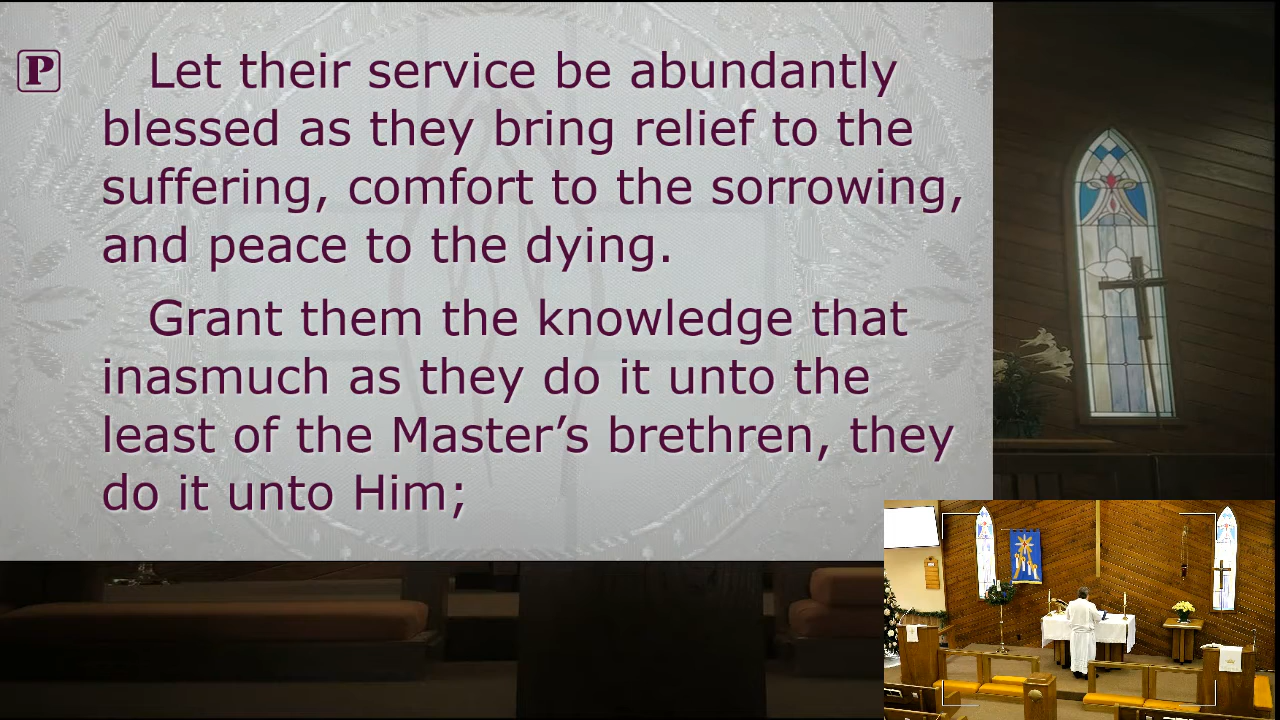 P Let their service be abundantly
blessed as they bring relief to the
suffering, comfort to the sorrowing,
and peace to the dying.
Grant them the knowledge that
inasmuch as they do it unto the
least of the Master’s brethren, they
do it unto Him;